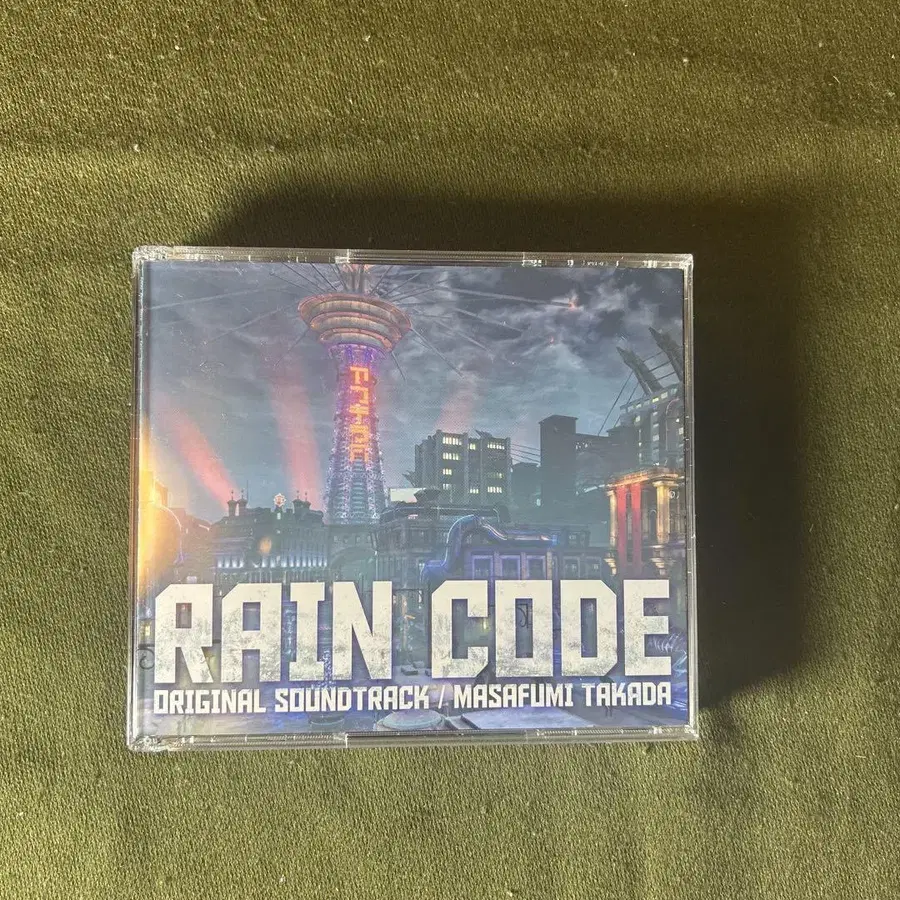 RAIN CODE
ORIGINAL SOUNDTRACK / MASAFUMI TAKADA